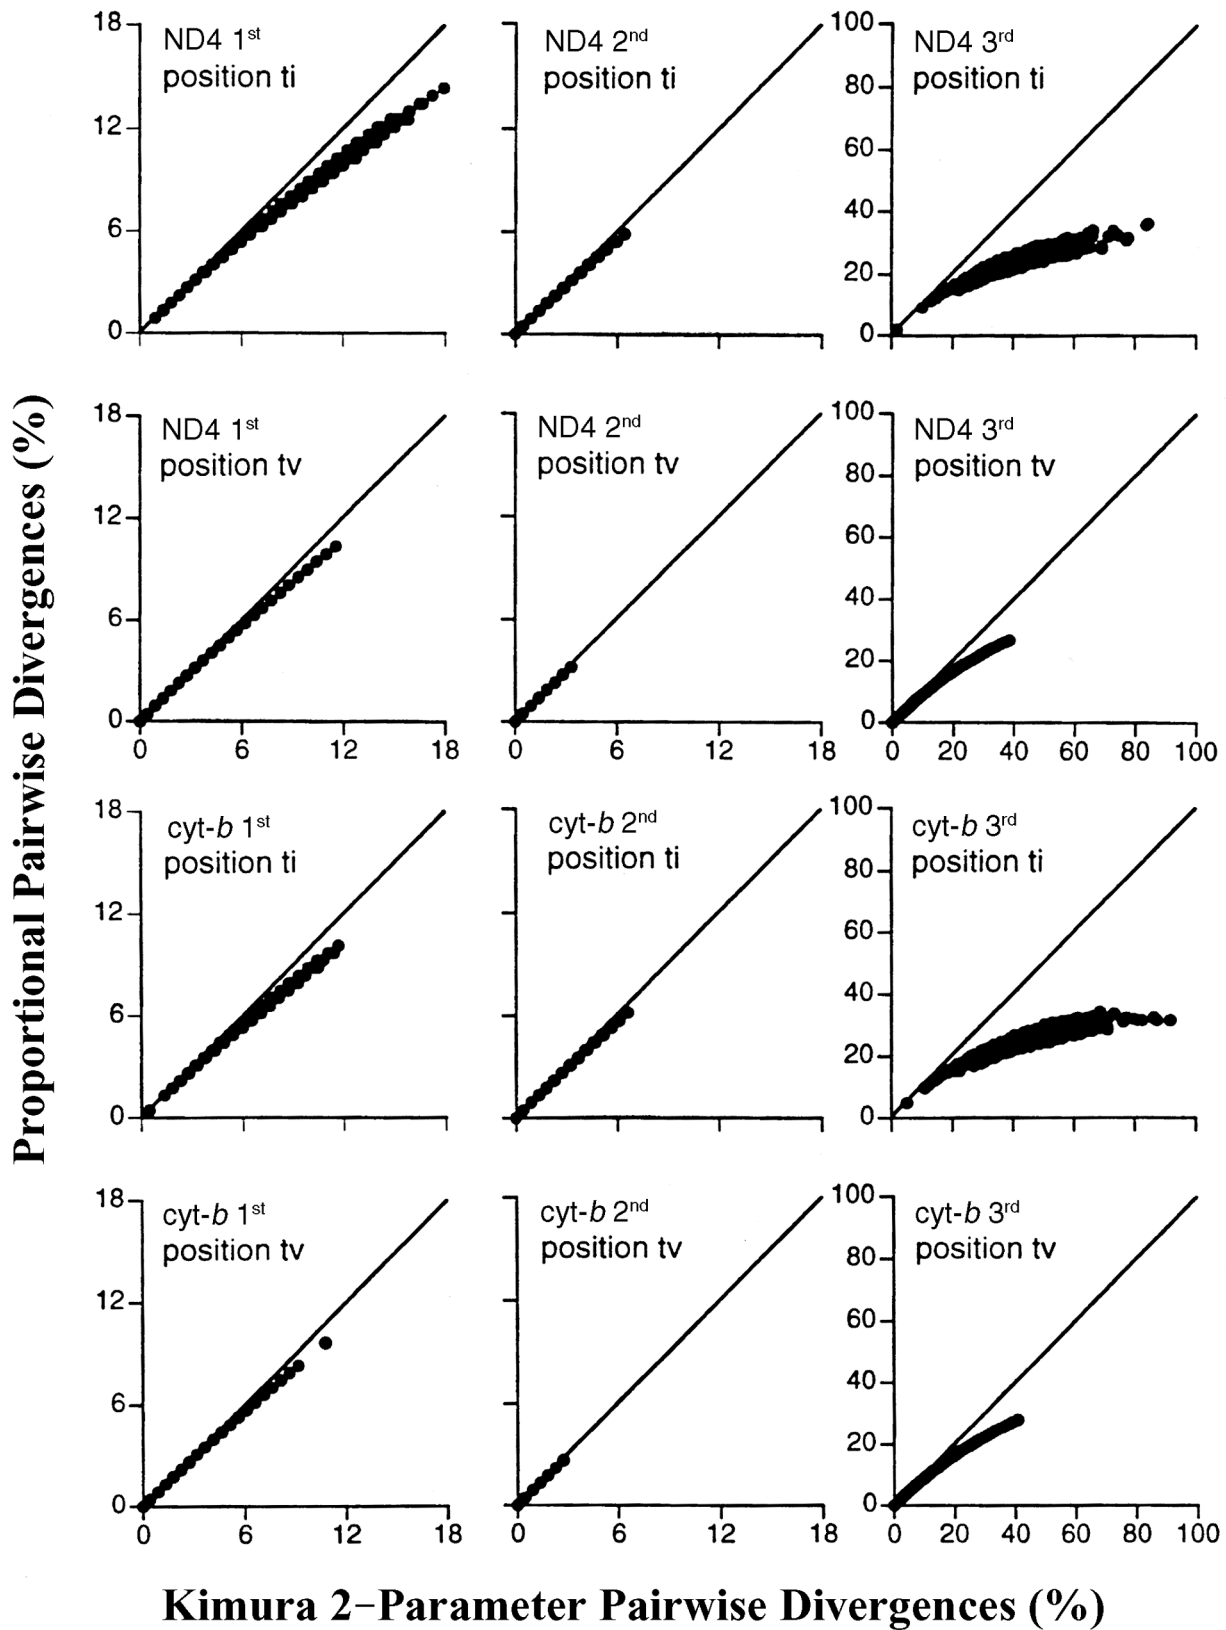 Proportional Pairwise Divergences (%)
ND4 1st
position ti
18
12
6
0
ND4 2nd
position ti
ND4 3rd
position ti
100
80
60
40
20
0
ND4 1st
position tv
18
12
6
0
0 6 12 18
ND4 2nd
position tv
0 6 12 18
ND4 3rd
position tv
100
80
60
40
20
0
0 20 40 60 80 100
cyt-b 1st
position ti
18
12
6
0
cyt-b 2nd
position ti
cyt-b 3rd
position ti
100
80
60
40
20
0
cyt-b 1st
position tv
18
12
6
0
0 6 12 18
cyt-b 2nd
position tv
0 6 12 18
cyt-b 3rd
position tv
100
80
60
40
20
0
0 20 40 60 80 100
Kimura 2−Parameter Pairwise Divergences (%)